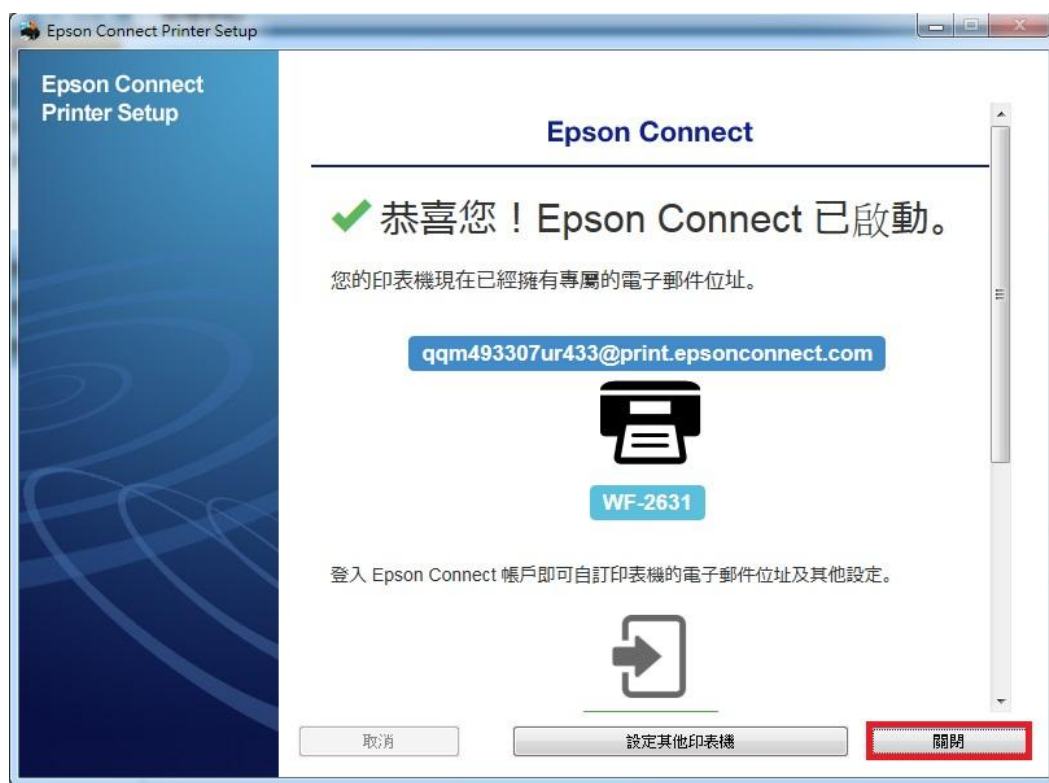 Epson Connect Printer Setup
Epson Connect
Printer Setup
Epson Connect
恭喜您！Epson Connect 已啟動。
您的印表機現在已經擁有專屬的電子郵件位址。
qqm493307ur433@print.epsonconnect.com
WF-2631
登入 Epson Connect 帳戶即可自訂印表機的電子郵件位址及其他設定。
取消
設定其他印表機
關閉